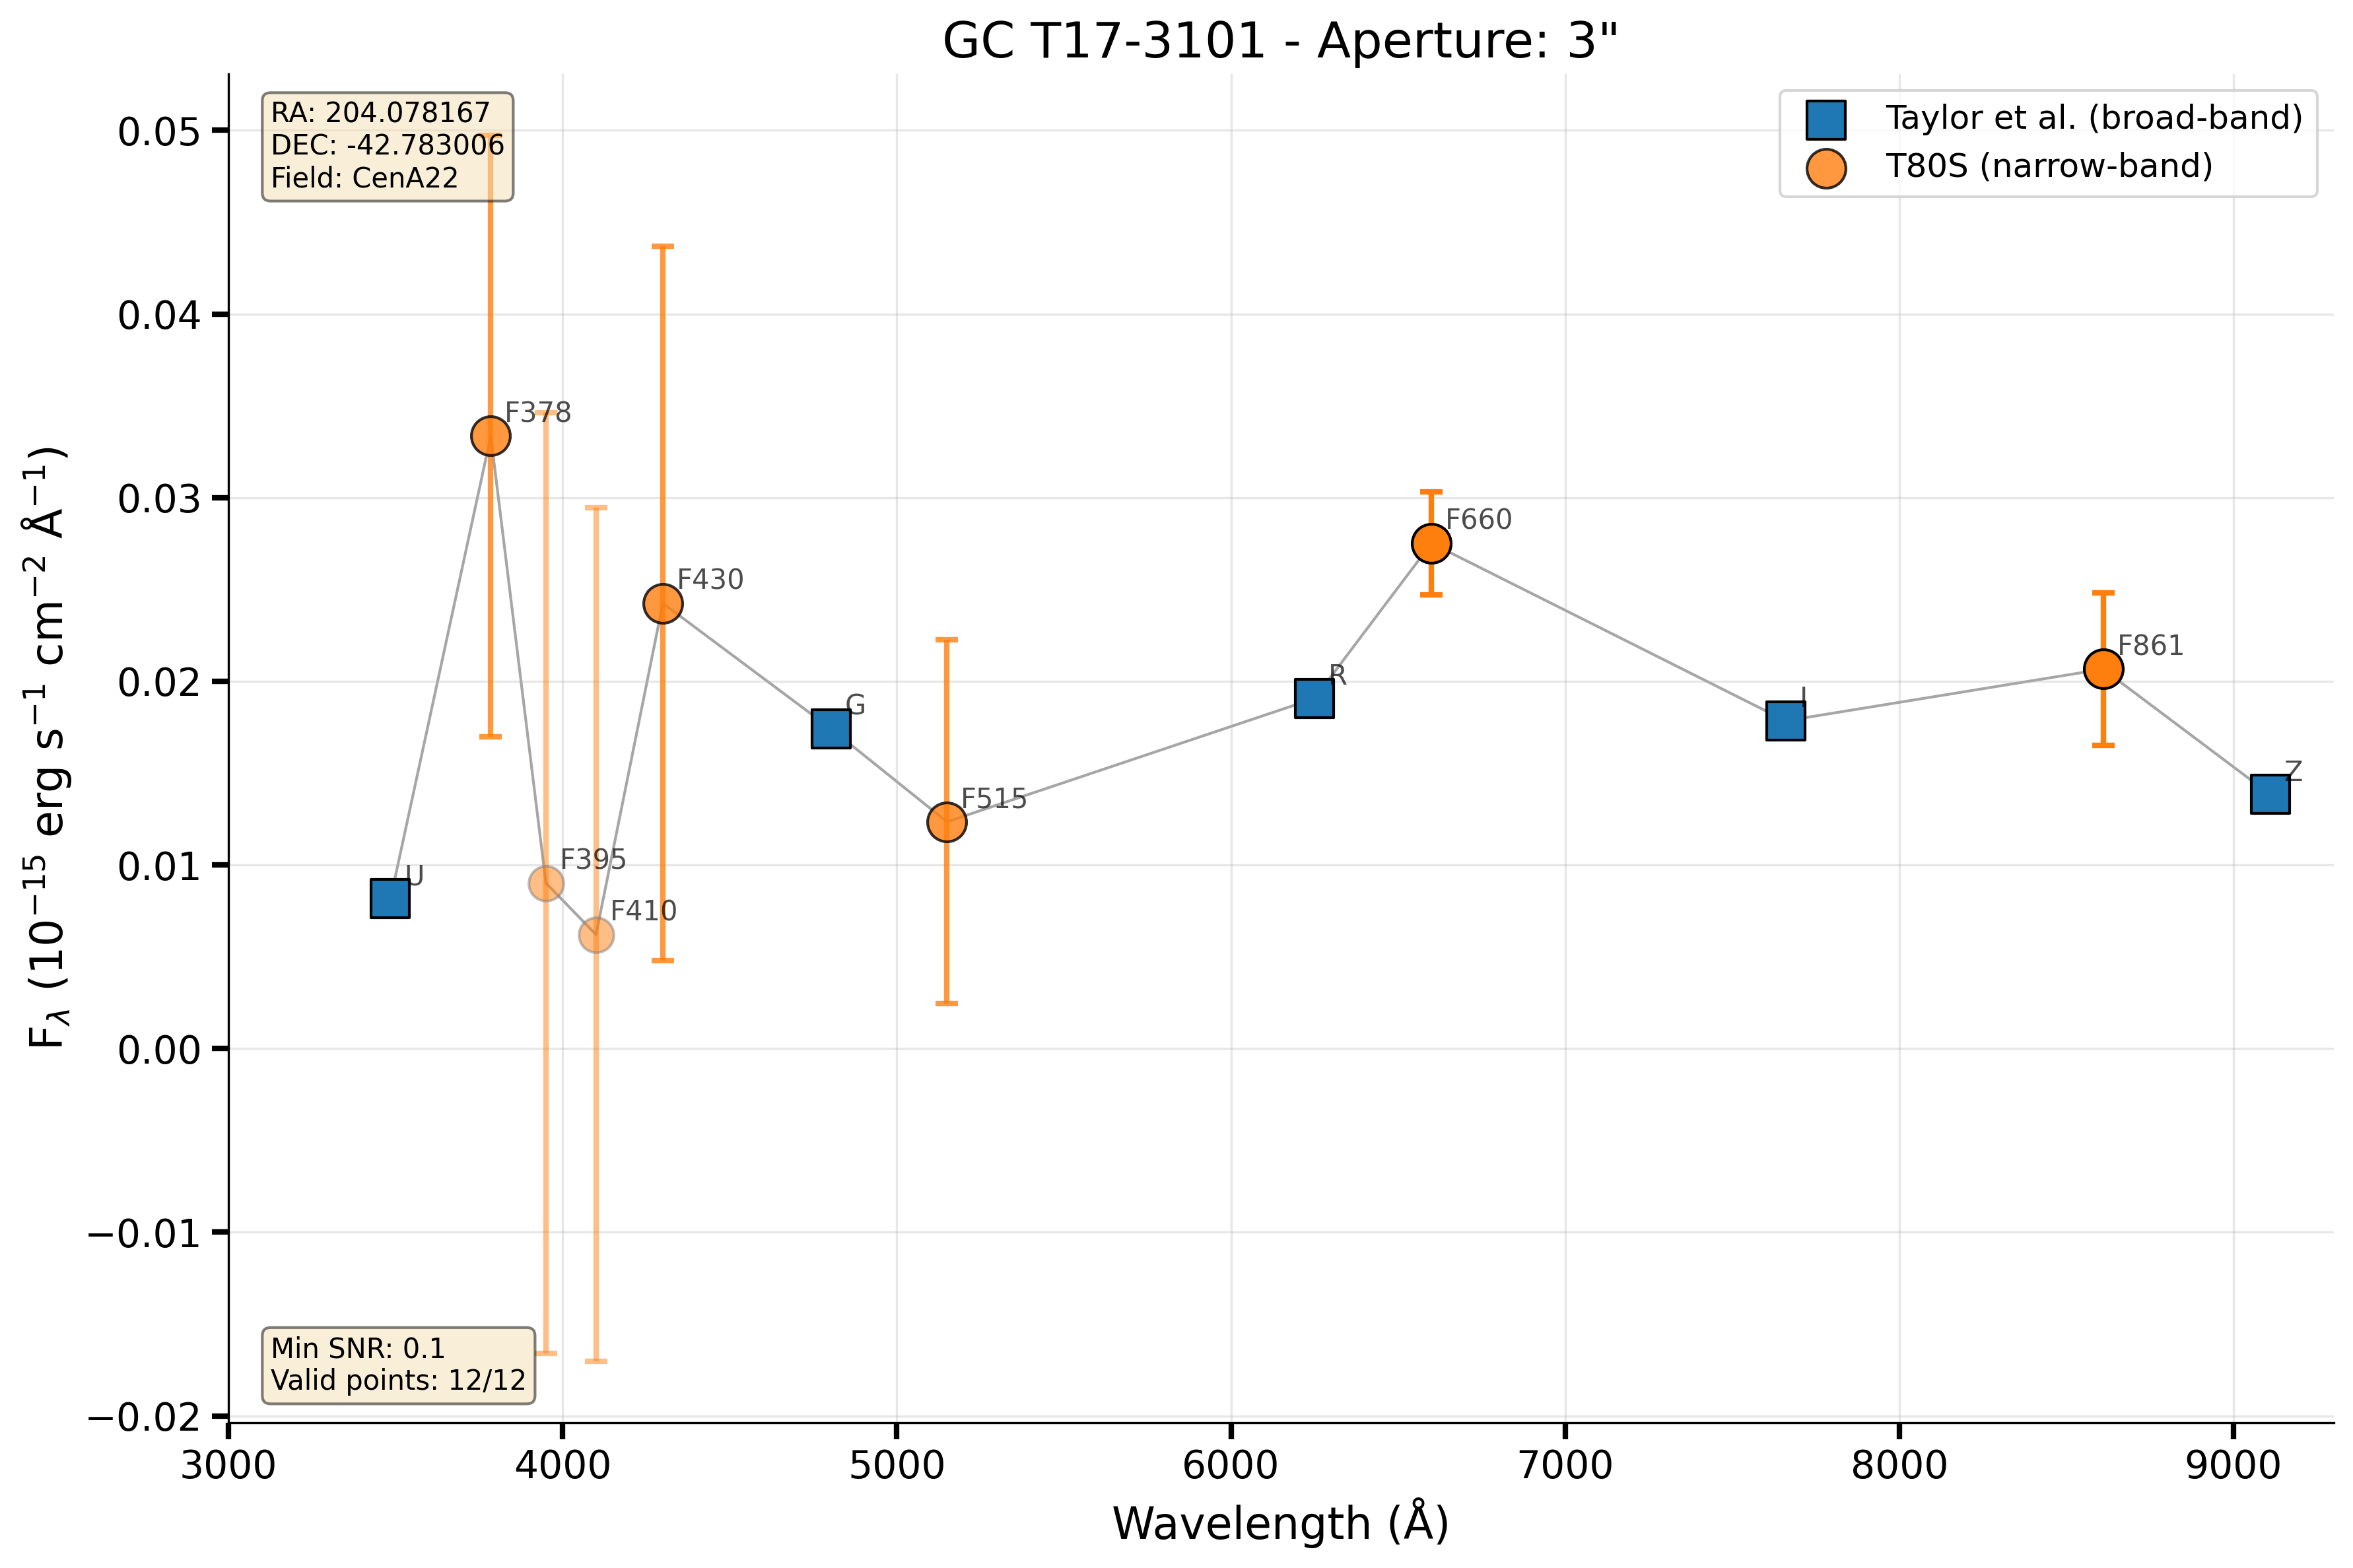 GC T17-3101 - Aperture: 3"
RA: 204.078167
DEC: -42.783006
Field: CenA22
Taylor et al. (broad-band)
T80S (narrow-band)
0.05
0.04
0.03
0.02
0.01
0.00
−0.01
−0.02
F_λ (10⁻¹⁵ erg s⁻¹ cm⁻² Å⁻¹)
U
F378
F395
F410
F430
G
F515
R
F660
I
F861
Z
Min SNR: 0.1
Valid points: 12/12
3000 4000 5000 6000 7000 8000 9000
Wavelength (Å)